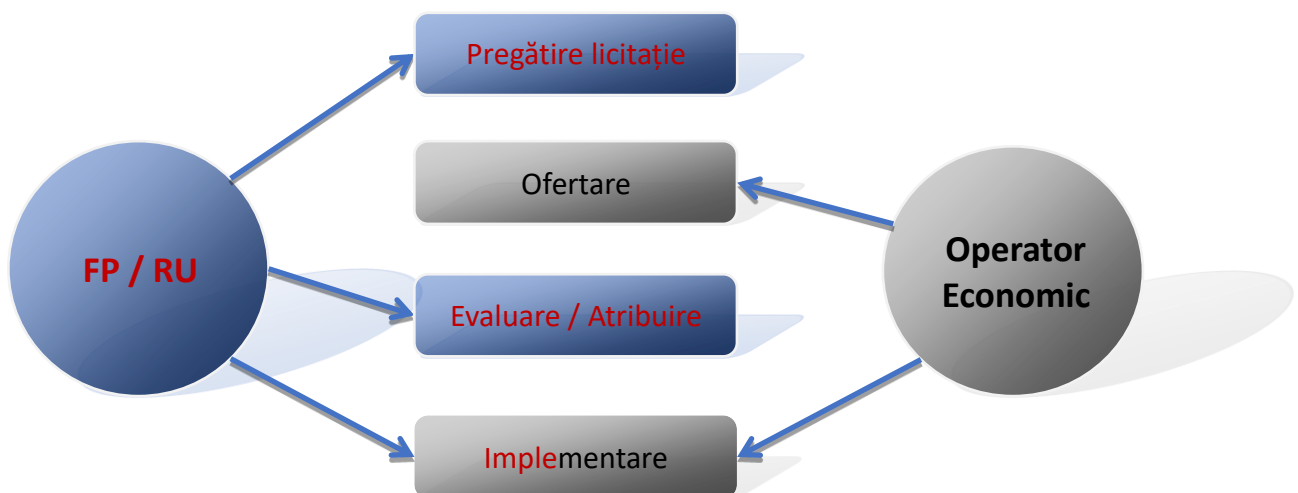 Pregătire licitație
Ofertare
FP / RU
Operator
Economic
Evaluare / Atribuire
Implementare